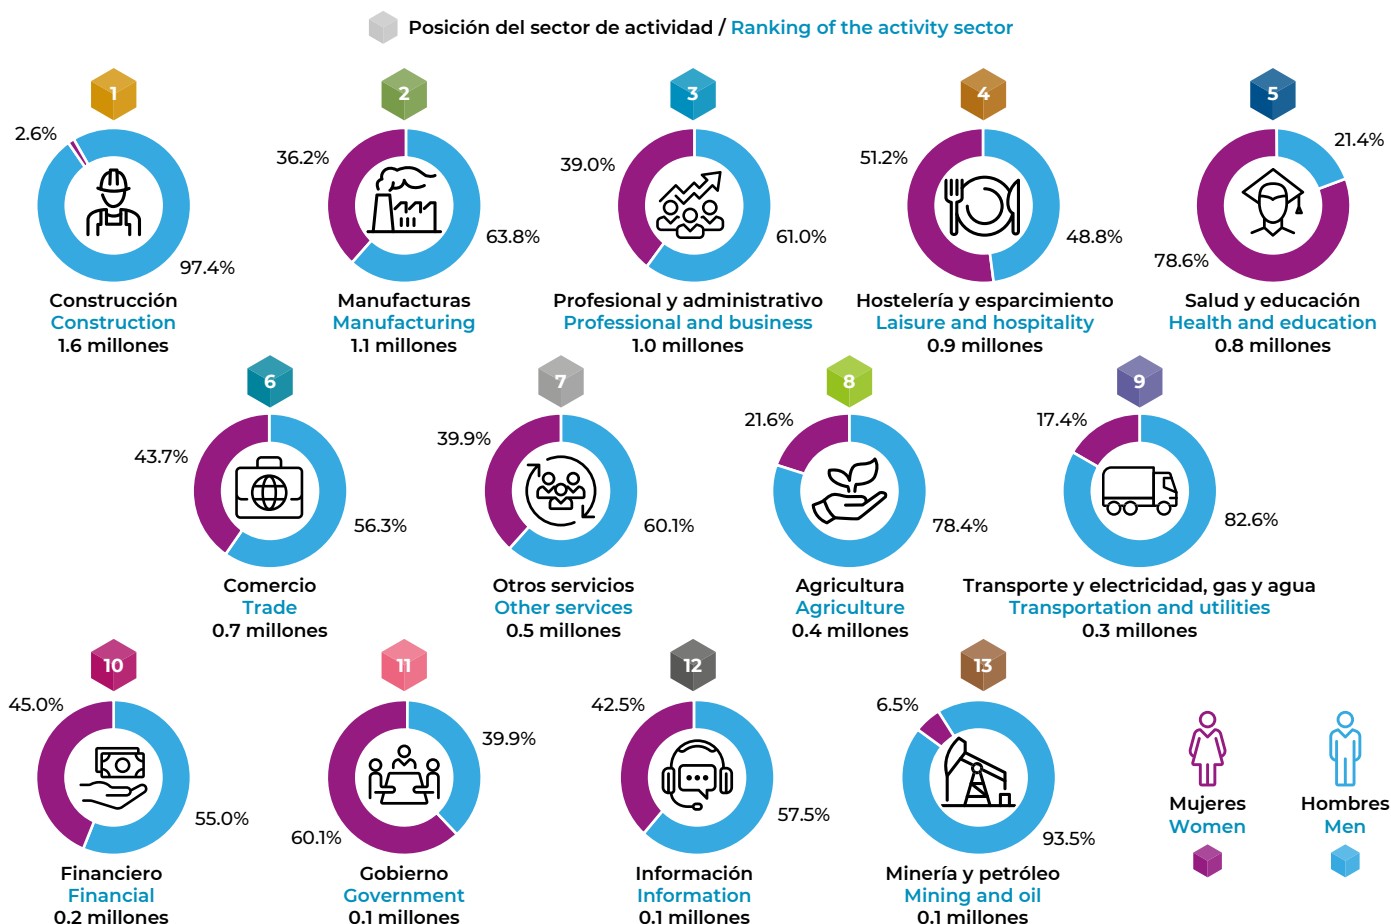 Posición del sector de actividad / Ranking of the activity sector
1
2
3
4
5
2.6%
97.4%
Construcción
Construction
1.6 millones
36.2%
63.8%
Manufacturas
Manufacturing
1.1 millones
39.0%
61.0%
Profesional y administrativo
Professional and business
1.0 millones
51.2%
48.8%
Hostelería y esparcimiento
Laisure and hospitality
0.9 millones
21.4%
78.6%
Salud y educación
Health and education
0.8 millones
6
7
8
9
43.7%
56.3%
Comercio
Trade
0.7 millones
39.9%
60.1%
Otros servicios
Other services
0.5 millones
21.6%
78.4%
Agricultura
Agriculture
0.4 millones
17.4%
82.6%
Transporte y electricidad, gas y agua
Transportation and utilities
0.3 millones
10
11
12
13
45.0%
55.0%
Financiero
Financial
0.2 millones
39.9%
60.1%
Gobierno
Government
0.1 millones
42.5%
57.5%
Información
Information
0.1 millones
6.5%
93.5%
Minería y petróleo
Mining and oil
0.1 millones
Mujeres
Women
Hombres
Men